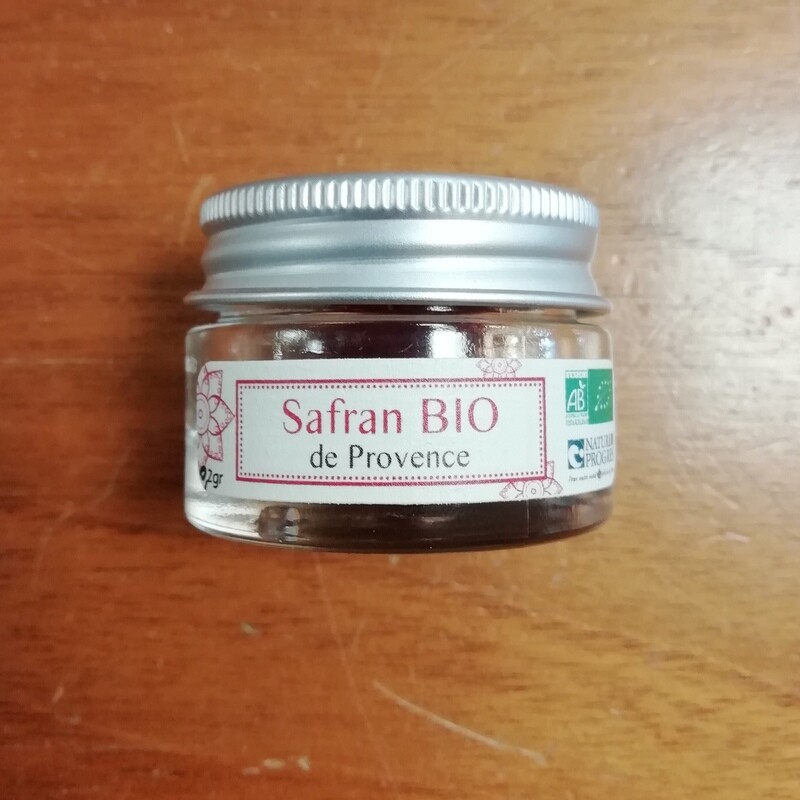 Safran BIO
de Provence
2gr
AB
NATURE
PROGRÈS